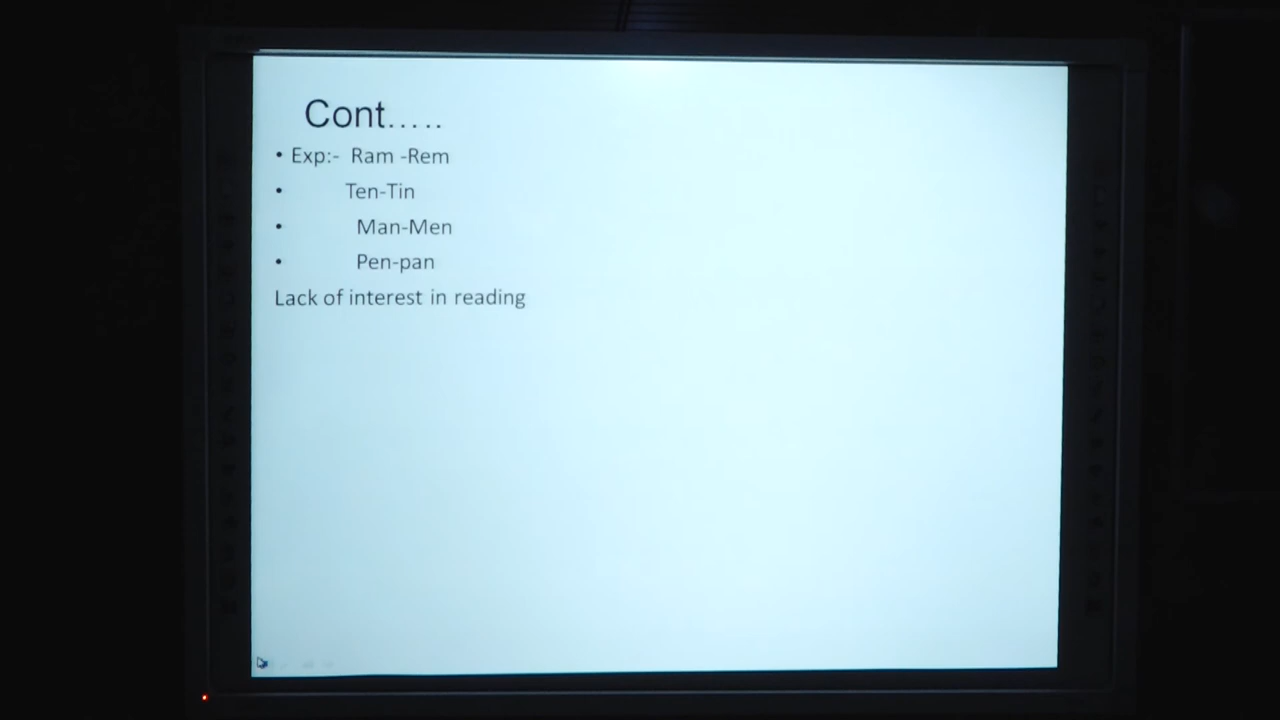 Cont.....
• Exp:- Ram -Rem
• Ten-Tin
• Man-Men
• Pen-pan
Lack of interest in reading